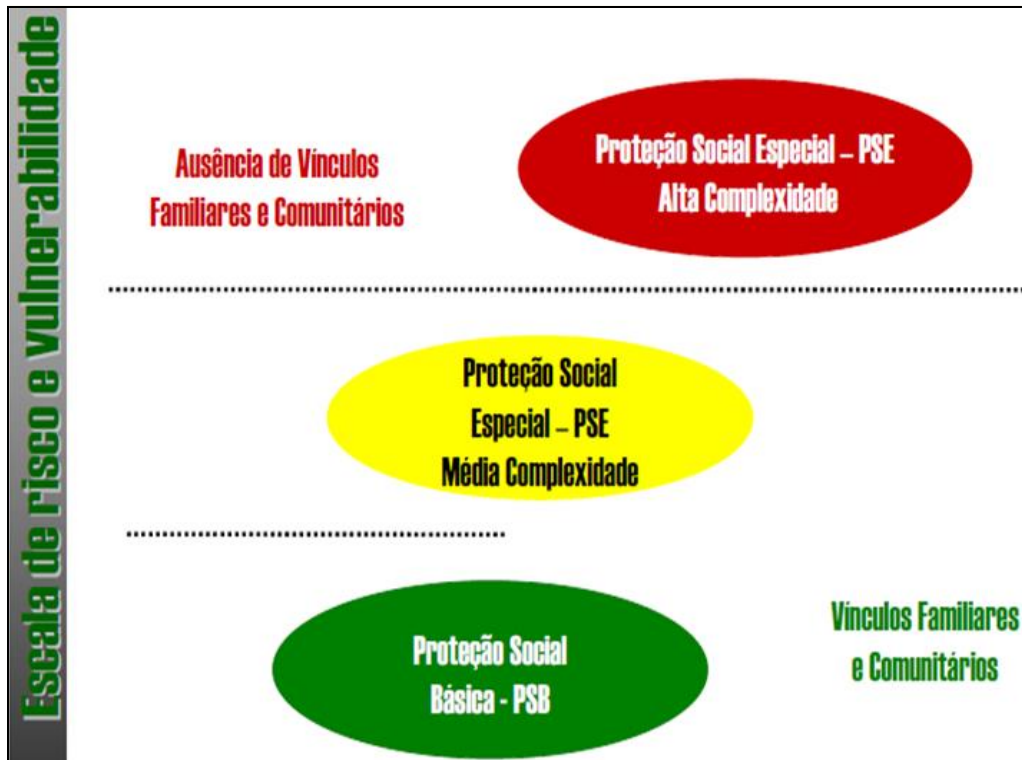 Escala de risco e vulnerabilidade
Ausência de Vínculos
Familiares e Comunitários
Proteção Social Especial – PSE
Alta Complexidade
Proteção Social
Especial – PSE
Média Complexidade
Proteção Social
Básica - PSB
Vínculos Familiares
e Comunitários